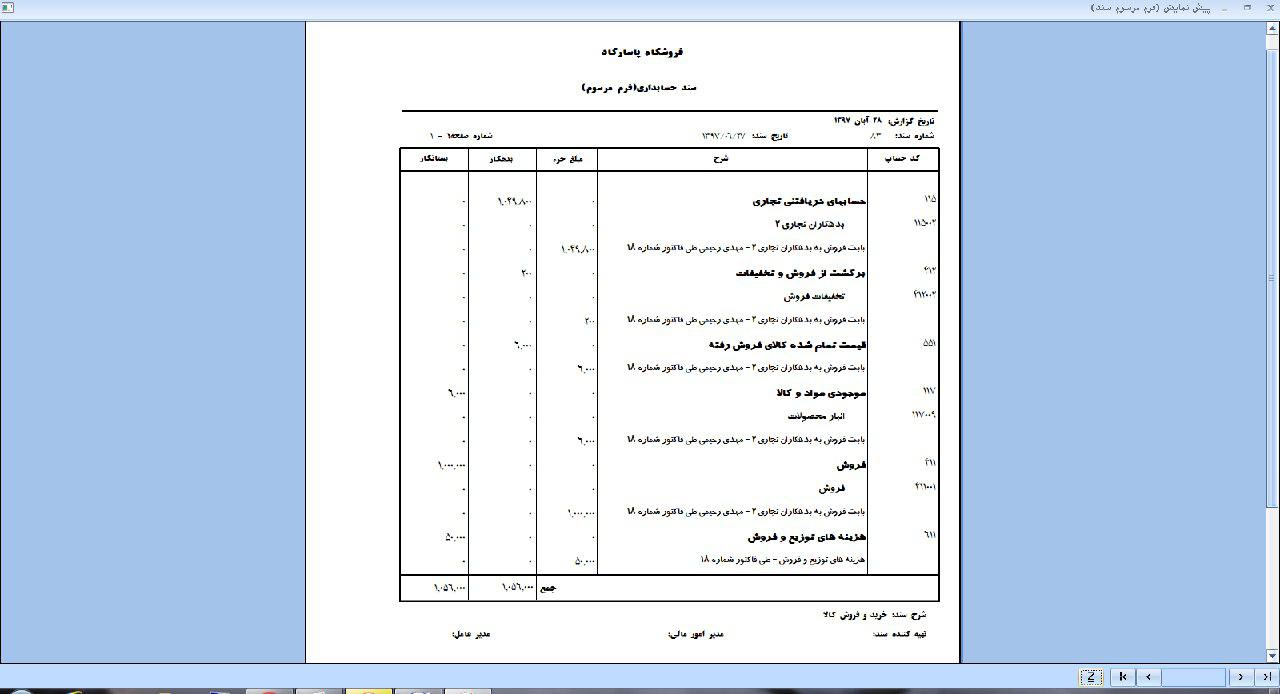 پیش نمایش (فرم مرسوم سند)
فروشگاه پاسارگاد
سند حسابداری(فرم مرسوم)
تاریخ گزارش: ۲۸ آبان ۱۳۹۷
شماره سند: ۸۳ تاریخ سند: ۱۳۹۷/۰۶/۲۷ شماره صفحه: ۱ - ۱
کد حساب شرح مبلغ جزء بدهکار بستانکار
۱۱۵ حسابهای دریافتنی تجاری ۰ ۱,۰۴۹,۸۰۰ ۰
۱۱۵۰۰۲ بدهکاران تجاری ۲ ۰ ۰ ۰
بابت فروش به بدهکاران تجاری ۲ - مهدی رحیمی طی فاکتور شماره ۱۸ ۱,۰۴۹,۸۰۰ ۰ ۰
۴۱۲ برگشت از فروش و تخفیفات ۰ ۲۰۰ ۰
۴۱۲۰۰۲ تخفیفات فروش ۰ ۰ ۰
بابت فروش به بدهکاران تجاری ۲ - مهدی رحیمی طی فاکتور شماره ۱۸ ۲۰۰ ۰ ۰
۵۵۱ قیمت تمام شده کالای فروش رفته ۰ ۶,۰۰۰ ۰
بابت فروش به بدهکاران تجاری ۲ - مهدی رحیمی طی فاکتور شماره ۱۸ ۶,۰۰۰ ۰ ۰
۱۱۷ موجودی مواد و کالا ۰ ۰ ۶,۰۰۰
۱۱۷۰۰۹ انبار محصولات ۰ ۰ ۰
بابت فروش به بدهکاران تجاری ۲ - مهدی رحیمی طی فاکتور شماره ۱۸ ۶,۰۰۰ ۰ ۰
۴۱۱ فروش ۰ ۰ ۱,۰۰۰,۰۰۰
۴۱۱۰۰۱ فروش ۰ ۰ ۰
بابت فروش به بدهکاران تجاری ۲ - مهدی رحیمی طی فاکتور شماره ۱۸ ۱,۰۰۰,۰۰۰ ۰ ۰
۶۱۱ هزینه های توزیع و فروش ۰ ۰ ۵۰,۰۰۰
هزینه های توزیع و فروش - طی فاکتور شماره ۱۸ ۵۰,۰۰۰ ۰ ۰
جمع ۱,۰۵۶,۰۰۰ ۱,۰۵۶,۰۰۰
شرح سند: خرید و فروش کالا
تهیه کننده سند: مدیر امور مالی: مدیر عامل: